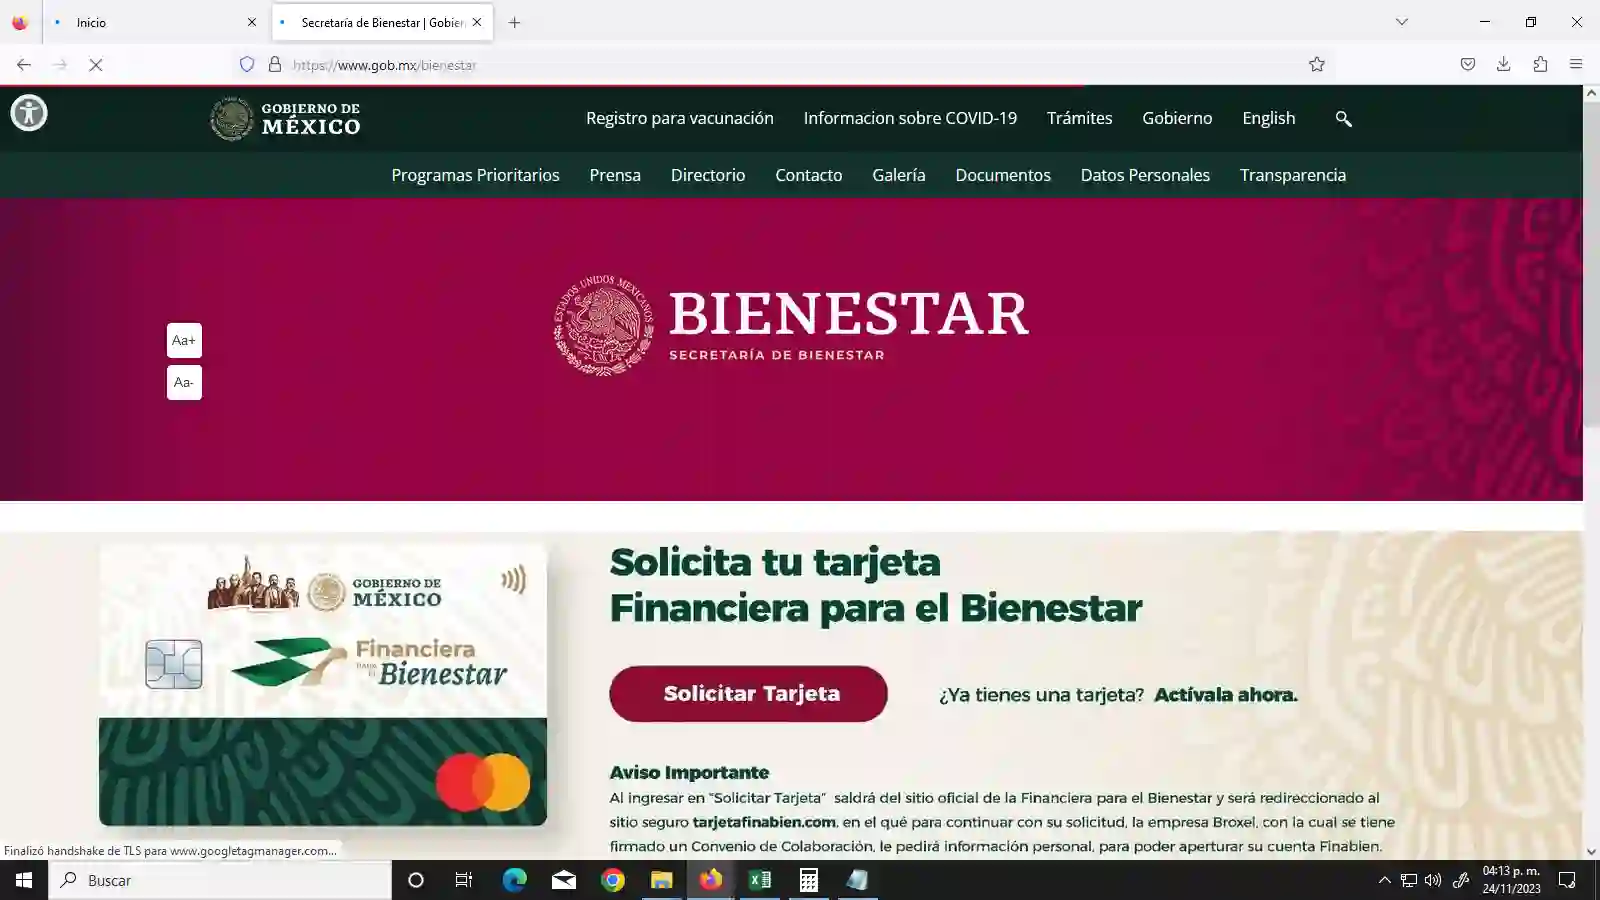 Inicio
Secretaría de Bienestar | Gobier
https://www.gob.mx/bienestar
GOBIERNO DE
MÉXICO
Registro para vacunación
Informacion sobre COVID-19
Trámites
Gobierno
English
Programas Prioritarios
Prensa
Directorio
Contacto
Galería
Documentos
Datos Personales
Transparencia
ESTADOS UNIDOS MEXICANOS
BIENESTAR
SECRETARÍA DE BIENESTAR
Aa+
Aa-
GOBIERNO DE
MÉXICO
Financiera
PARA EL Bienestar
Solicita tu tarjeta
Financiera para el Bienestar
Solicitar Tarjeta
¿Ya tienes una tarjeta? Actívala ahora.
Aviso Importante
Al ingresar en “Solicitar Tarjeta” saldrá del sitio oficial de la Financiera para el Bienestar y será redireccionado al
sitio seguro tarjetafinabien.com, en el qué para continuar con su solicitud, la empresa Broxel, con la cual se tiene
firmado un Convenio de Colaboración, le pedirá información personal, para poder aperturar su cuenta Finabien.
Finalizó handshake de TLS para www.googletagmanager.com...
Buscar
04:13 p. m.
24/11/2023